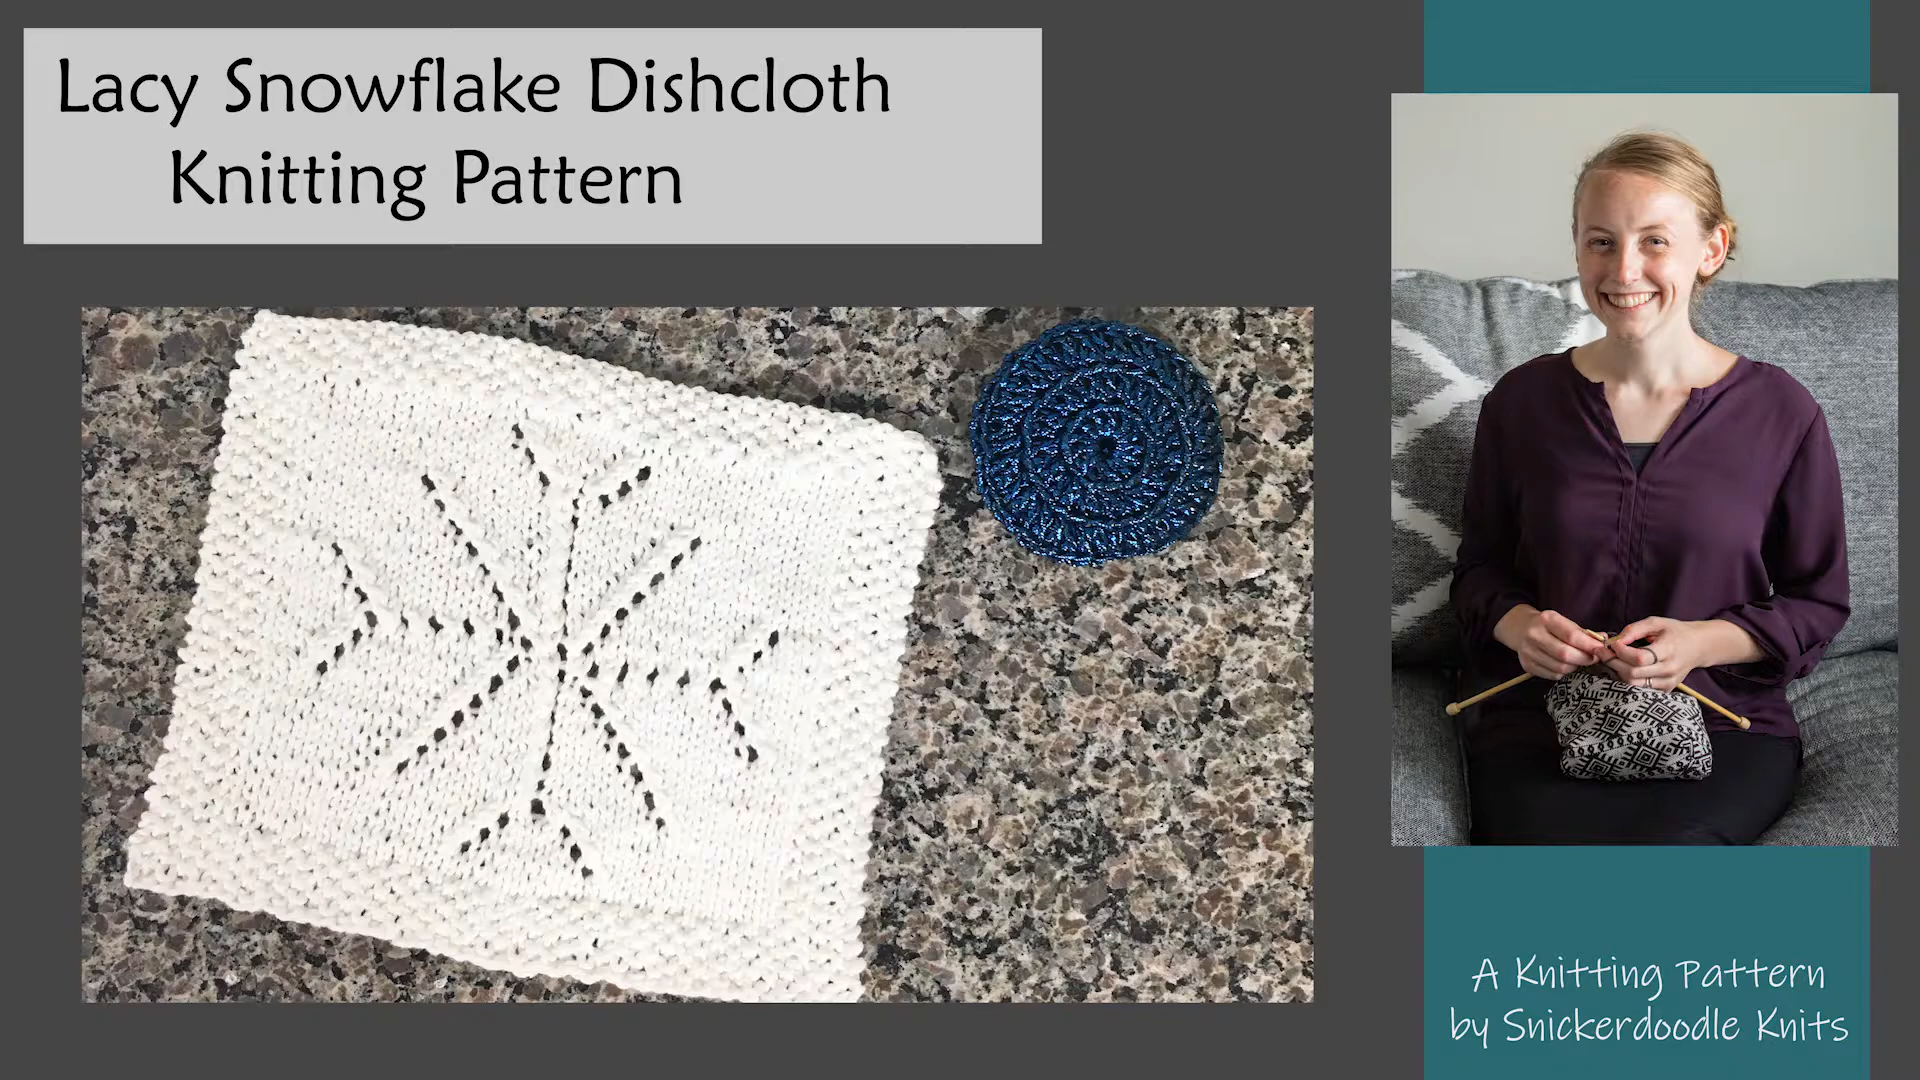 Lacy Snowflake Dishcloth
Knitting Pattern
A Knitting Pattern
by Snickerdoodle Knits